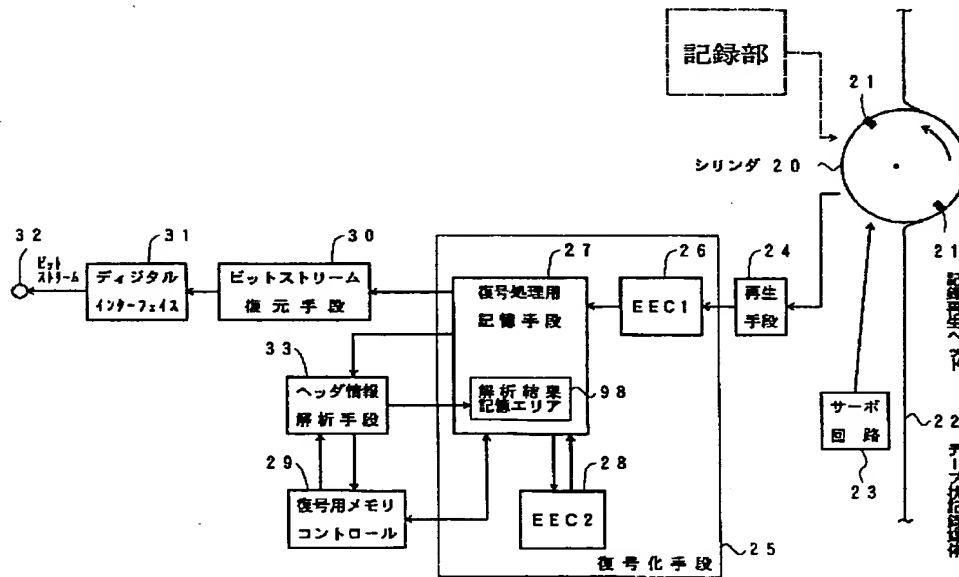 記録部
21
シリンダ 20
21
記録再生ヘッド
24
再生
手段
サーボ
回路
23
22
テープ状記録媒体
26
EEC1
27
復号処理用
記憶手段
解析結果
記憶エリア
98
28
EEC2
復号化手段
25
30
ビットストリーム
復元手段
31
ディジタル
インターフェイス
32
ビット
ストリーム
33
ヘッダ情報
解析手段
29
復号用メモリ
コントロール